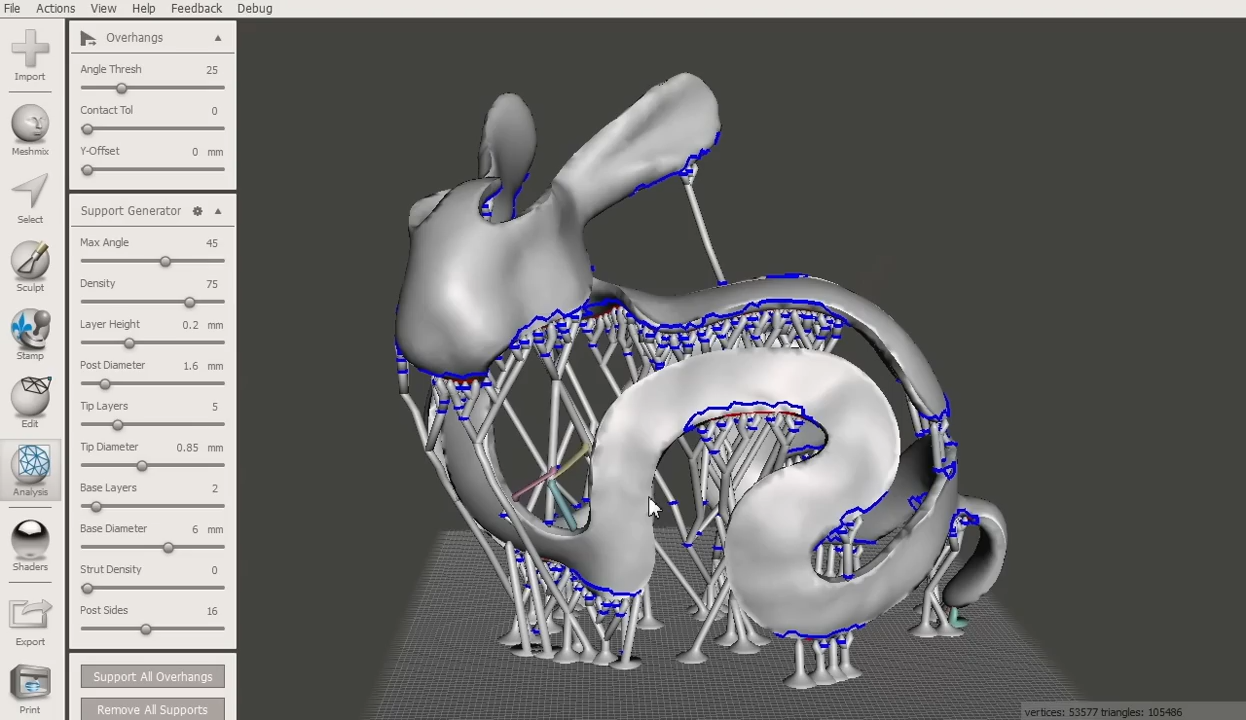 File Actions View Help Feedback Debug
Import
Meshmix
Select
Sculpt
Stamp
Edit
Analysis
Shaders
Export
Print
Overhangs
Angle Thresh 25
Contact Tol 0
Y-Offset 0 mm
Support Generator
Max Angle 45
Density 75
Layer Height 0.2 mm
Post Diameter 1.6 mm
Tip Layers 5
Tip Diameter 0.85 mm
Base Layers 2
Base Diameter 6 mm
Strut Density 0
Post Sides 16
Support All Overhangs
Remove All Supports
vertices: 53577 triangles: 105486